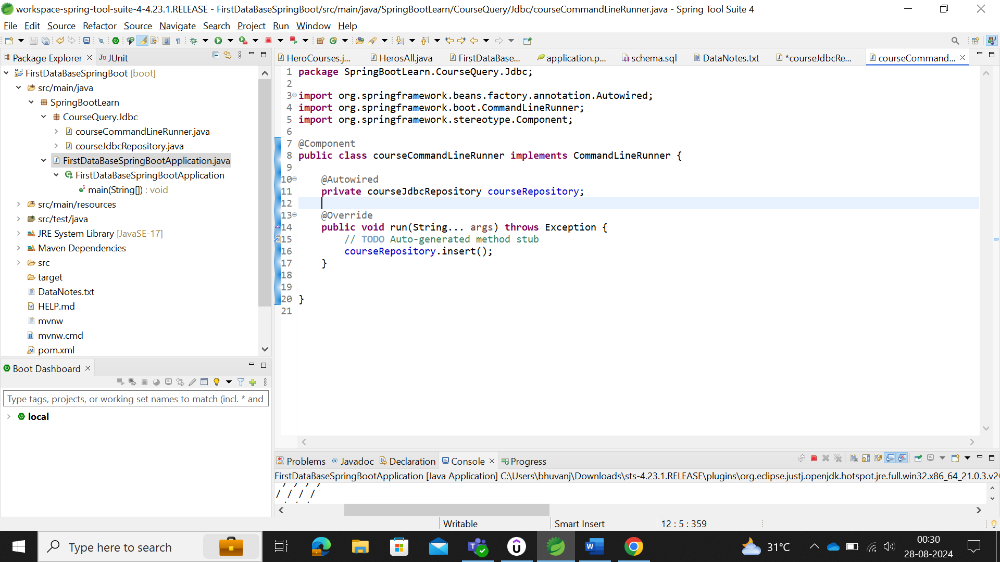 workspace-spring-tool-suite-4-4.23.1.RELEASE - FirstDataBaseSpringBoot/src/main/java/SpringBootLearn/CourseQuery/Jdbc/courseCommandLineRunner.java - Spring Tool Suite 4
File Edit Source Refactor Source Navigate Search Project Run Window Help
Package Explorer
JUnit
FirstDataBaseSpringBoot [boot]
src/main/java
SpringBootLearn
CourseQuery.Jdbc
courseCommandLineRunner.java
courseJdbcRepository.java
FirstDataBaseSpringBootApplication.java
FirstDataBaseSpringBootApplication
main(String[]) : void
src/main/resources
src/test/java
JRE System Library [JavaSE-17]
Maven Dependencies
src
target
DataNotes.txt
HELP.md
mvnw
mvnw.cmd
pom.xml
Boot Dashboard
Type tags, projects, or working set names to match (incl. * and
local
HeroCourses.j... HerosAll.java FirstDataBase... application.p... schema.sql DataNotes.txt *courseJdbcRe... courseCommand...
1 package SpringBootLearn.CourseQuery.Jdbc;
2
3 import org.springframework.beans.factory.annotation.Autowired;
4 import org.springframework.boot.CommandLineRunner;
5 import org.springframework.stereotype.Component;
6
7 @Component
8 public class courseCommandLineRunner implements CommandLineRunner {
9
10 @Autowired
11 private courseJdbcRepository courseRepository;
12
13 @Override
14 public void run(String... args) throws Exception {
15 // TODO Auto-generated method stub
16 courseRepository.insert();
17 }
18
19
20 }
21
Problems Javadoc Declaration Console Progress
FirstDataBaseSpringBootApplication [Java Application] C:\Users\bhuvanj\Downloads\sts-4.23.1.RELEASE\plugins\org.eclipse.justj.openjdk.hotspot.jre.full.win32.x86_64_21.0.3.v20
, , , ,
/ / / /
Writable Smart Insert 12 : 5 : 359
Type here to search
31°C
00:30
28-08-2024